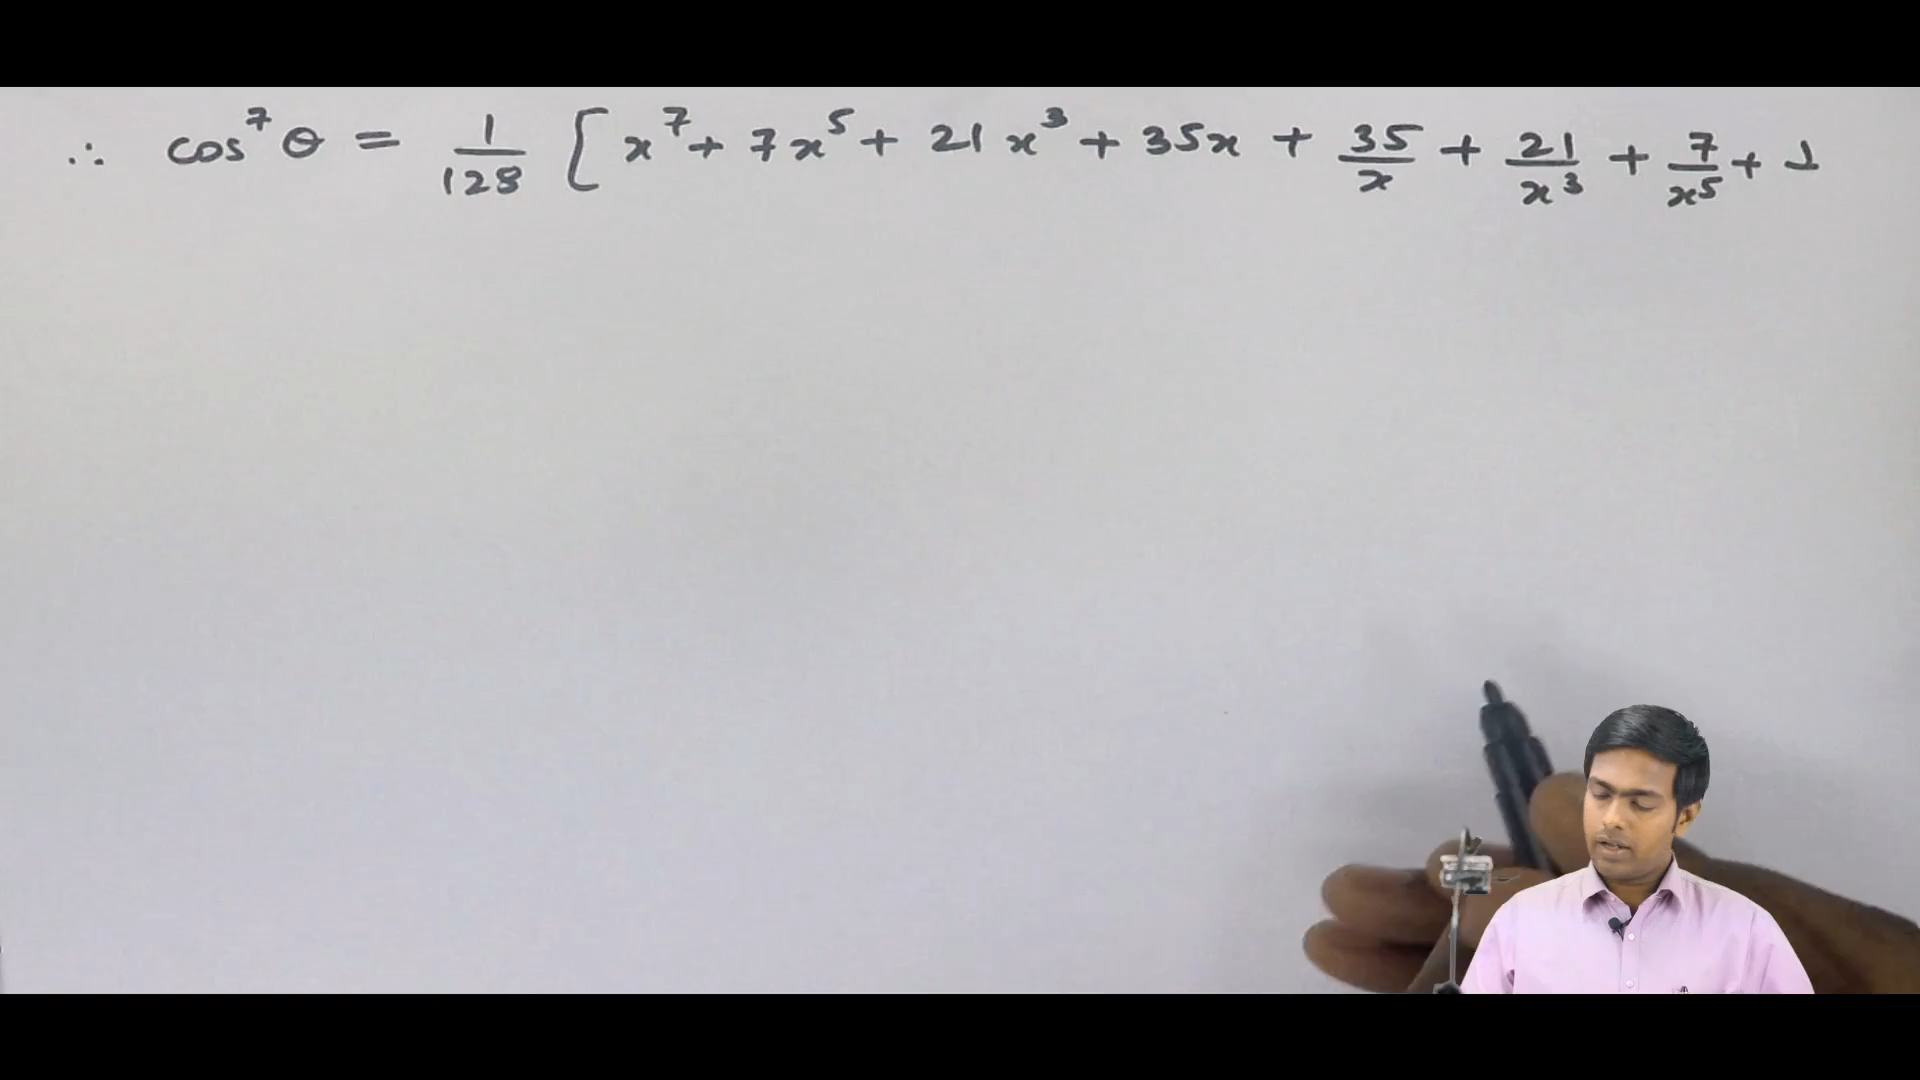 ∴ cos⁷θ = 1/128 [ x⁷ + 7x⁵ + 21x³ + 35x + 35/x + 21/x³ + 7/x⁵ + 1